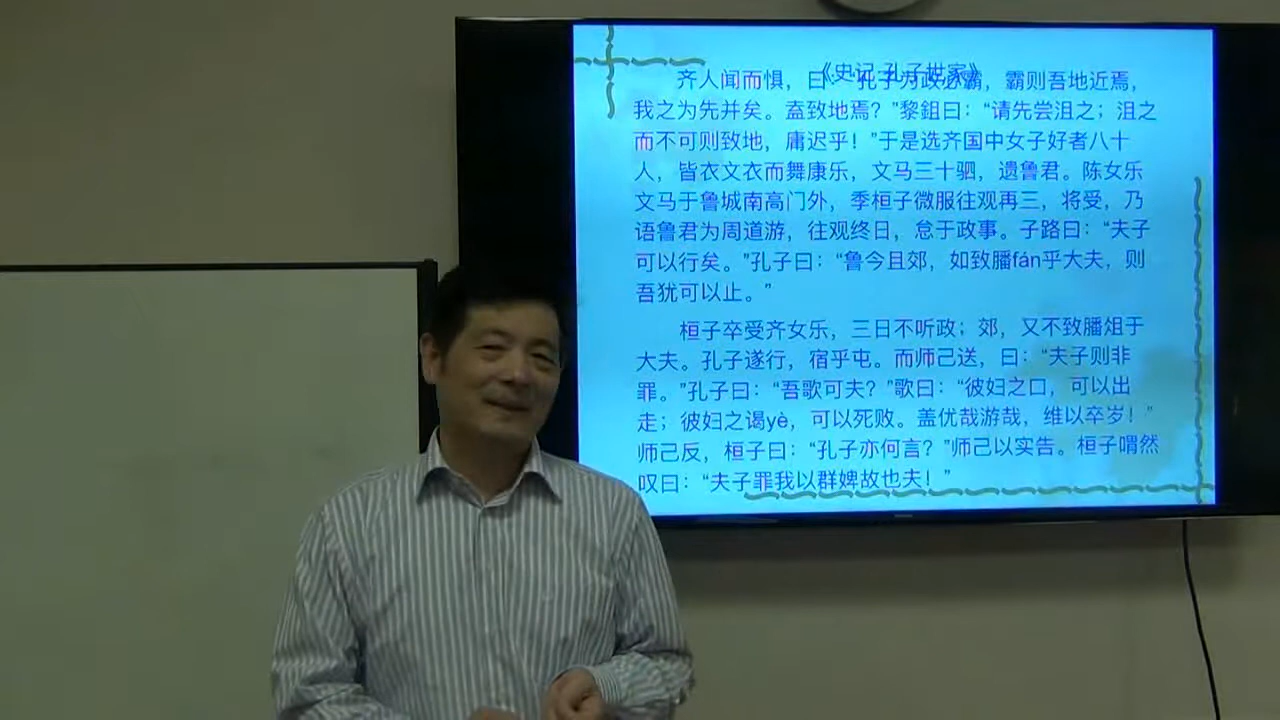 《史记 孔子世家》
齐人闻而惧，曰：“孔子为政必霸，霸则吾地近焉，
我之为先并矣。盍致地焉？”黎鉏曰：“请先尝沮之；沮之
而不可则致地，庸迟乎！”于是选齐国中女子好者八十
人，皆衣文衣而舞康乐，文马三十驷，遗鲁君。陈女乐
文马于鲁城南高门外，季桓子微服往观再三，将受，乃
语鲁君为周道游，往观终日，怠于政事。子路曰：“夫子
可以行矣。”孔子曰：“鲁今且郊，如致膰fán乎大夫，则
吾犹可以止。”
桓子卒受齐女乐，三日不听政；郊，又不致膰俎于
大夫。孔子遂行，宿乎屯。而师己送，曰：“夫子则非
罪。”孔子曰：“吾歌可夫？”歌曰：“彼妇之口，可以出
走；彼妇之谒yè，可以死败。盖优哉游哉，维以卒岁！”
师己反，桓子曰：“孔子亦何言？”师己以实告。桓子喟然
叹曰：“夫子罪我以群婢故也夫！”